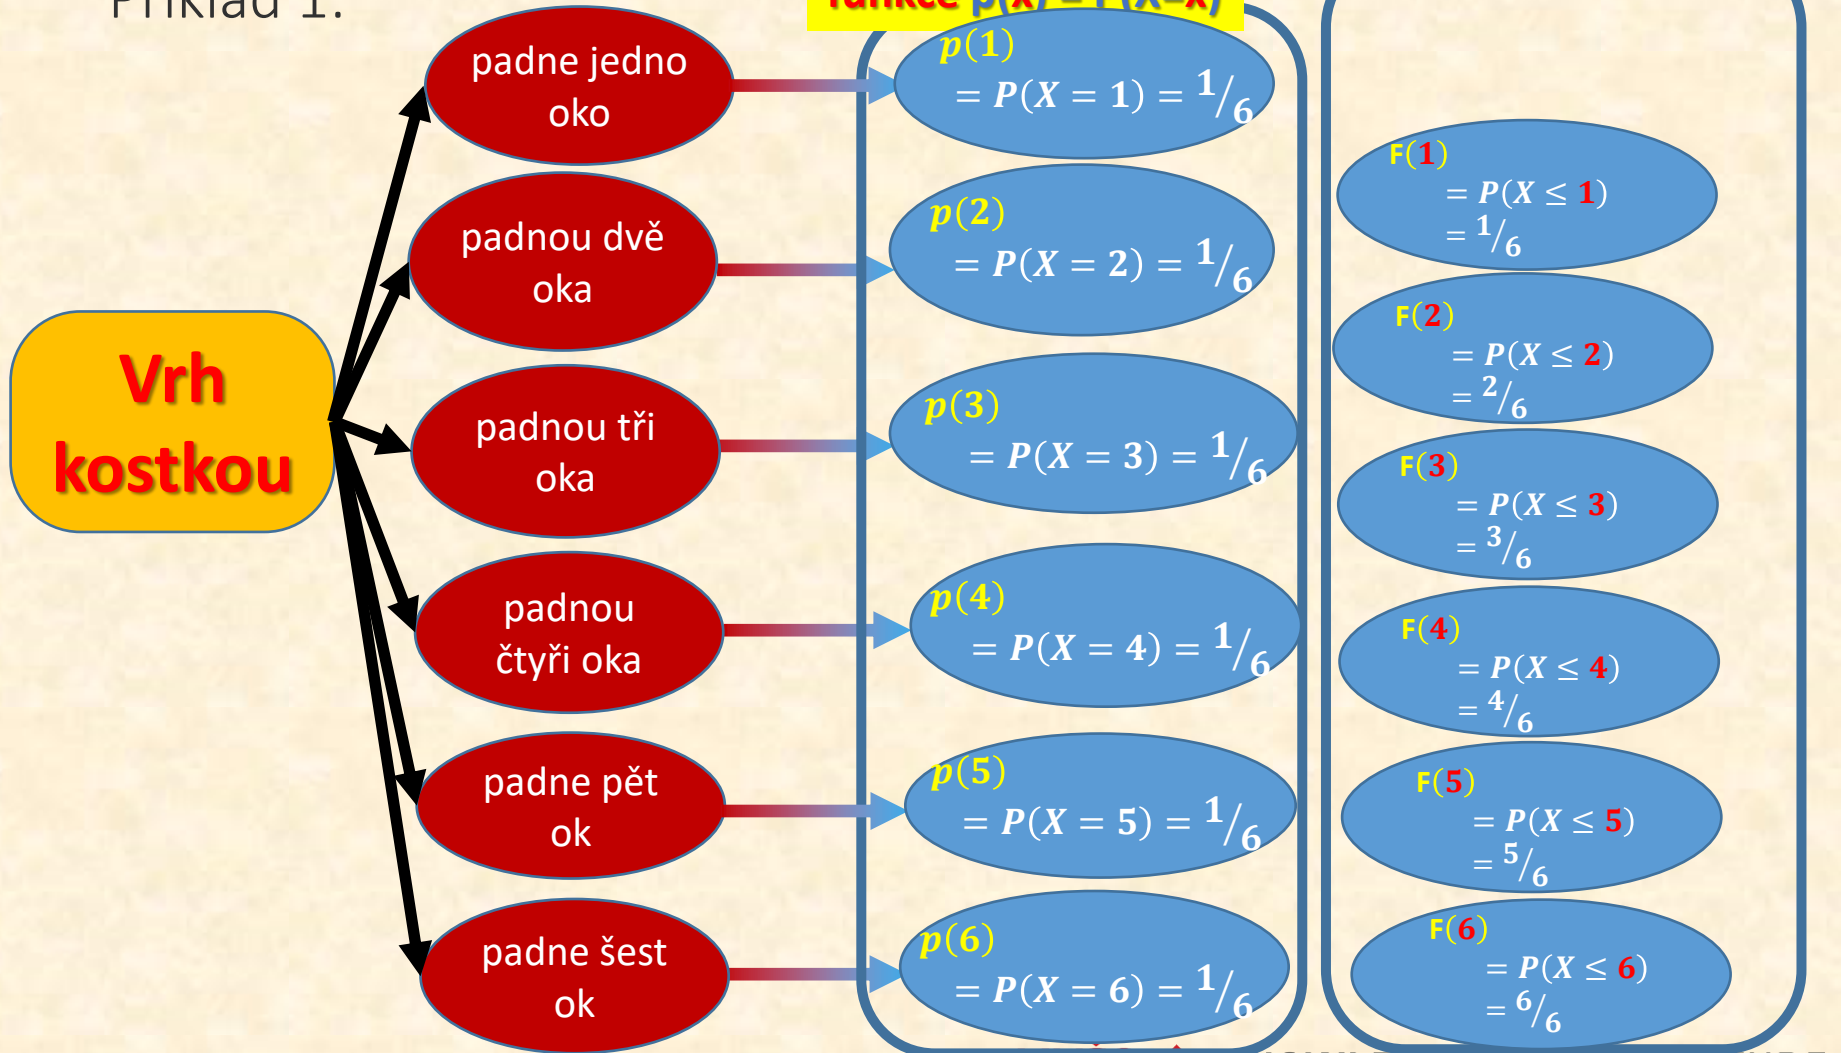 Příklad 1.
funkce p(x) = P(X=x)
Vrh
kostkou
padne jedno
oko
padnou dvě
oka
padnou tři
oka
padnou
čtyři oka
padne pět
ok
padne šest
ok
p(1)
= P(X = 1) = 1/6
p(2)
= P(X = 2) = 1/6
p(3)
= P(X = 3) = 1/6
p(4)
= P(X = 4) = 1/6
p(5)
= P(X = 5) = 1/6
p(6)
= P(X = 6) = 1/6
F(1)
= P(X ≤ 1)
= 1/6
F(2)
= P(X ≤ 2)
= 2/6
F(3)
= P(X ≤ 3)
= 3/6
F(4)
= P(X ≤ 4)
= 4/6
F(5)
= P(X ≤ 5)
= 5/6
F(6)
= P(X ≤ 6)
= 6/6